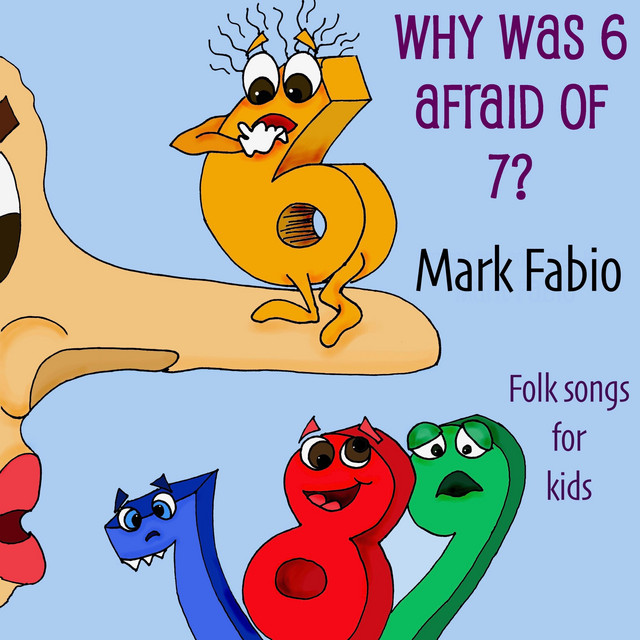 WHY WAS 6
AFRAID OF
7?
Mark Fabio
Folk songs
for
kids